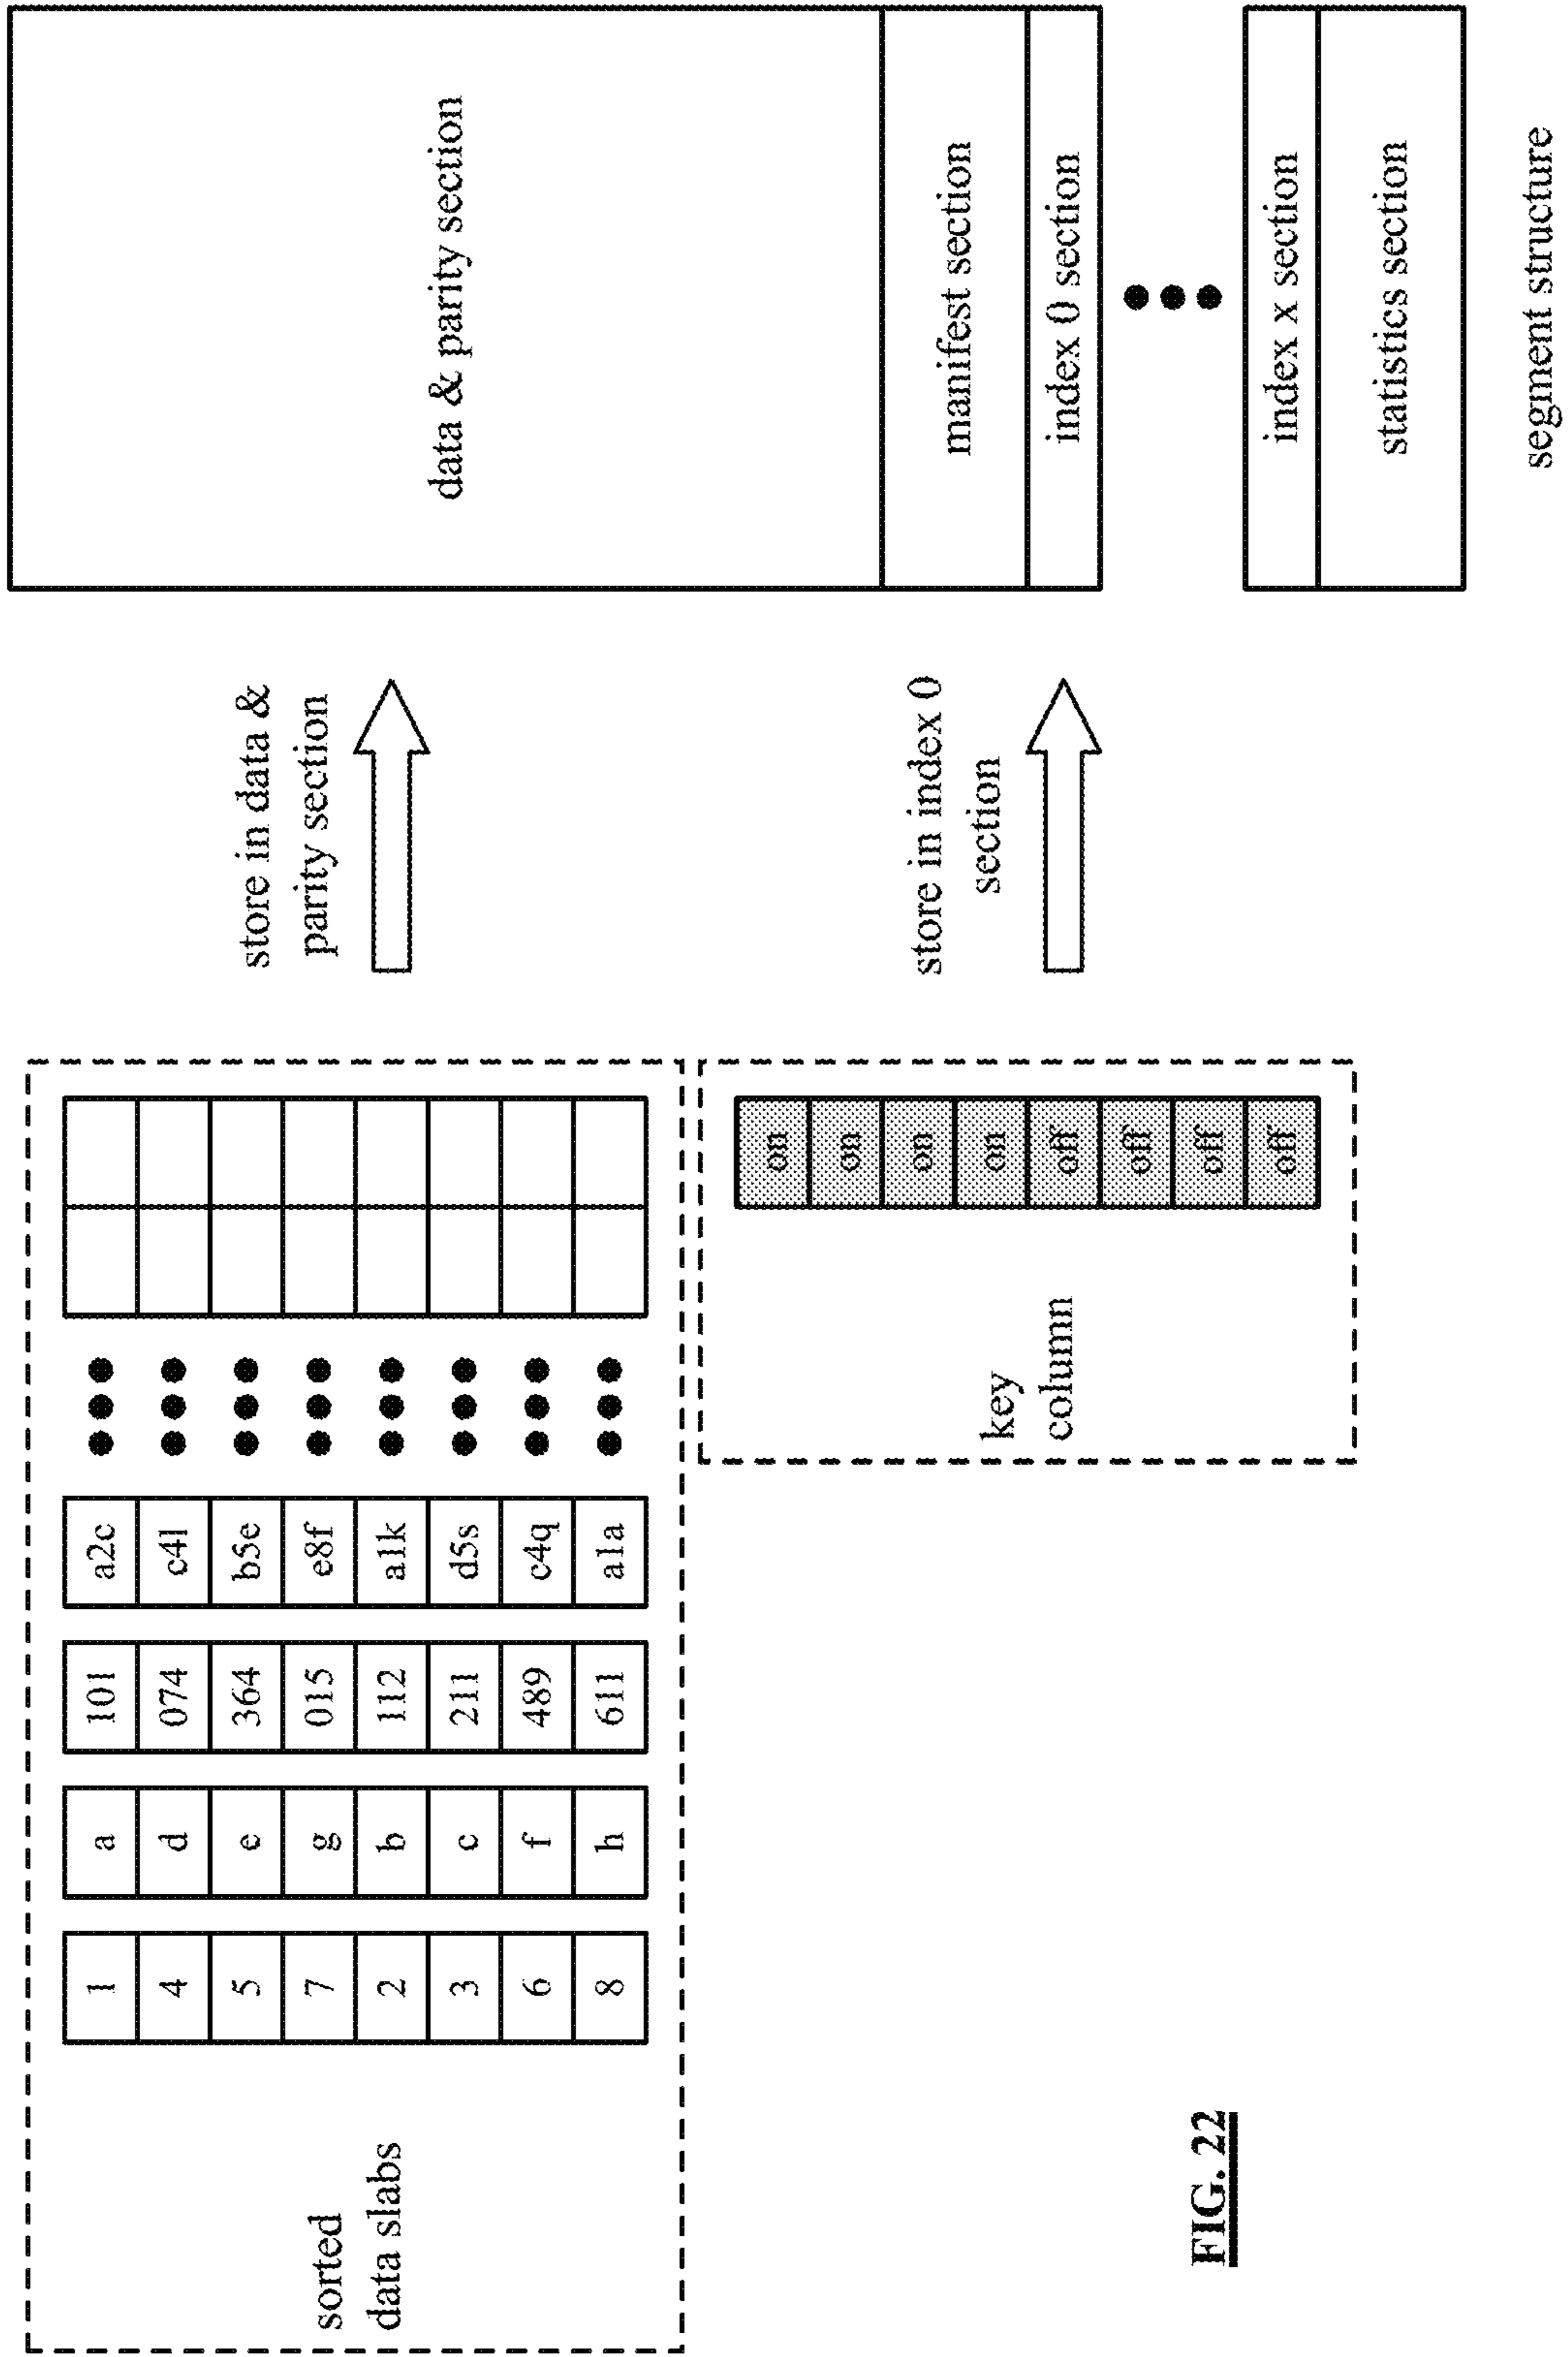 sorted
data slabs
1 a 101 a2c
4 d 074 c4l
5 e 364 b5e
7 g 015 e8f
2 b 112 a1k
3 c 211 d5s
6 f 489 c4q
8 h 611 a1a
store in data &
parity section
data & parity section
key
column
on
on
on
on
off
off
off
off
store in index 0
section
manifest section
index 0 section
index x section
statistics section
segment structure
FIG. 22